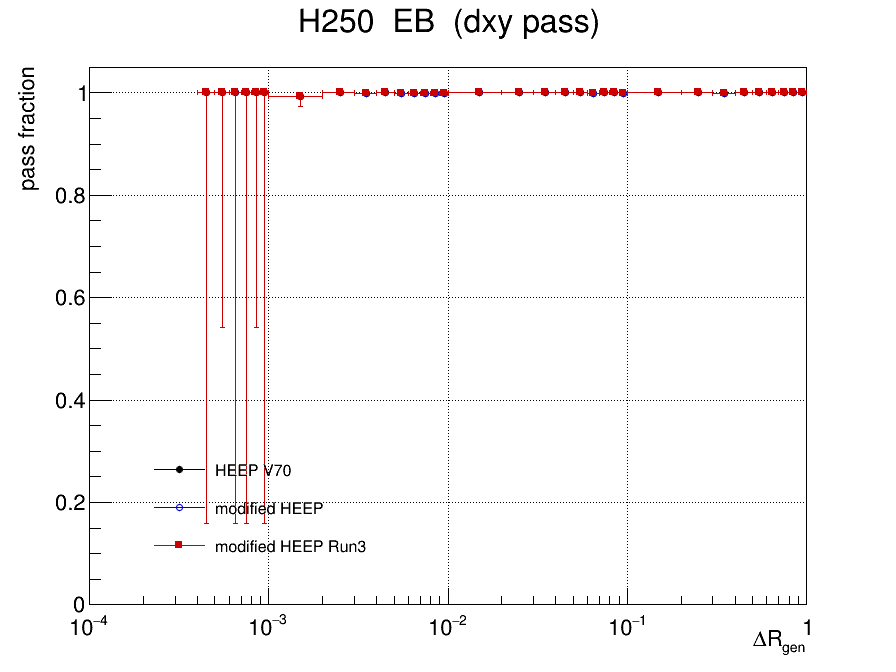 H250 EB (dxy pass)
pass fraction
1
0.8
0.6
0.4
0.2
0
HEEP V70
modified HEEP
modified HEEP Run3
10⁻⁴ 10⁻³ 10⁻² 10⁻¹ 1
ΔR_gen